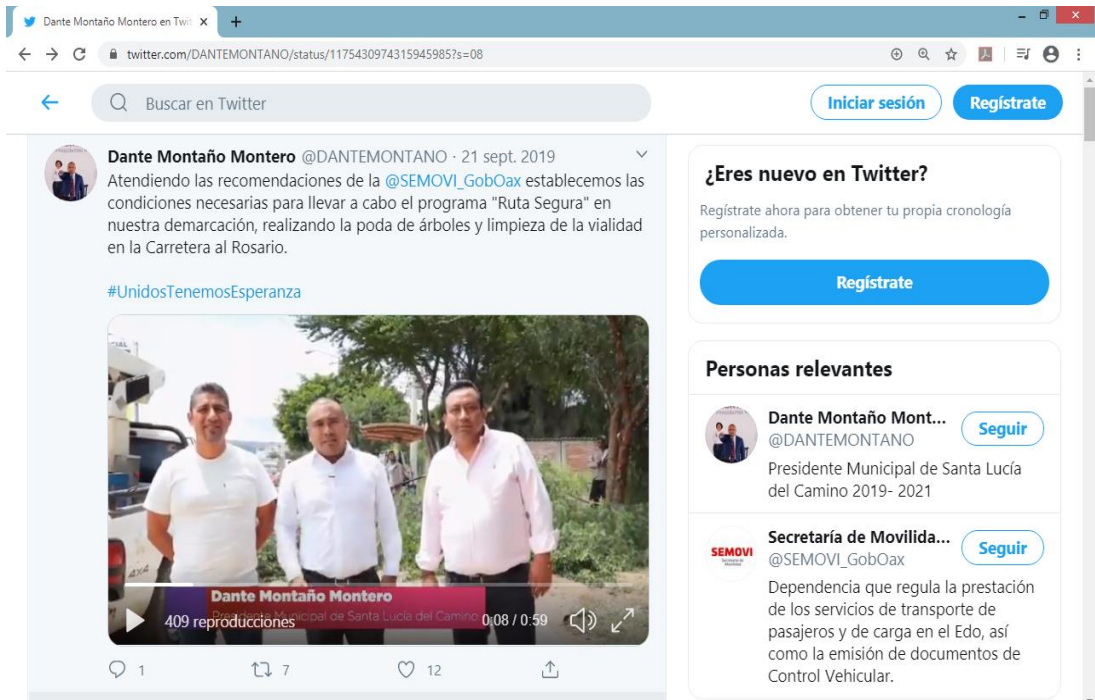 Dante Montaño Montero en Twit
twitter.com/DANTEMONTANO/status/1175430974315945985?s=08
Buscar en Twitter
Iniciar sesión
Regístrate
Dante Montaño Montero @DANTEMONTANO · 21 sept. 2019
Atendiendo las recomendaciones de la @SEMOVI_GobOax establecemos las
condiciones necesarias para llevar a cabo el programa "Ruta Segura" en
nuestra demarcación, realizando la poda de árboles y limpieza de la vialidad
en la Carretera al Rosario.
#UnidosTenemosEsperanza
4x4
Dante Montaño Montero
Presidente Municipal de Santa Lucía del Camino
409 reproducciones
0:08 / 0:59
1
7
12
¿Eres nuevo en Twitter?
Regístrate ahora para obtener tu propia cronología
personalizada.
Regístrate
Personas relevantes
Dante Montaño Mont...
@DANTEMONTANO
Seguir
Presidente Municipal de Santa Lucía
del Camino 2019- 2021
SEMOVI
Secretaría de Movilida...
@SEMOVI_GobOax
Seguir
Dependencia que regula la prestación
de los servicios de transporte de
pasajeros y de carga en el Edo, así
como la emisión de documentos de
Control Vehicular.